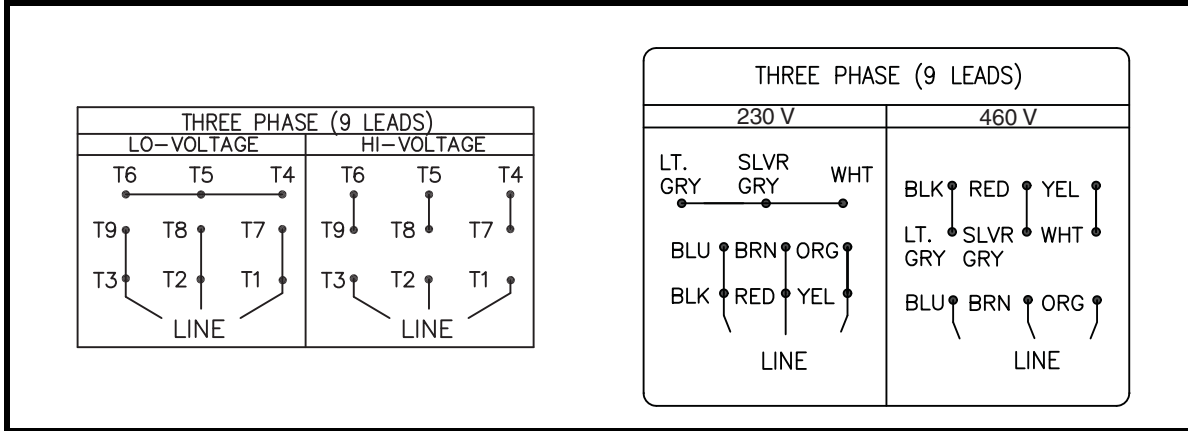 THREE PHASE (9 LEADS)
LO-VOLTAGE HI-VOLTAGE
T6 T5 T4 T6 T5 T4
T9 T8 T7 T9 T8 T7
T3 T2 T1 T3 T2 T1
LINE LINE
THREE PHASE (9 LEADS)
230 V 460 V
LT. SLVR WHT
GRY GRY
BLU BRN ORG
BLK RED YEL
LINE
BLK RED YEL
LT. SLVR WHT
GRY GRY
BLU BRN ORG
LINE